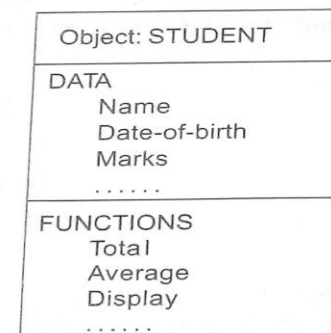 Object: STUDENT
DATA
Name
Date-of-birth
Marks
. . . . . .
FUNCTIONS
Total
Average
Display
. . . . . .